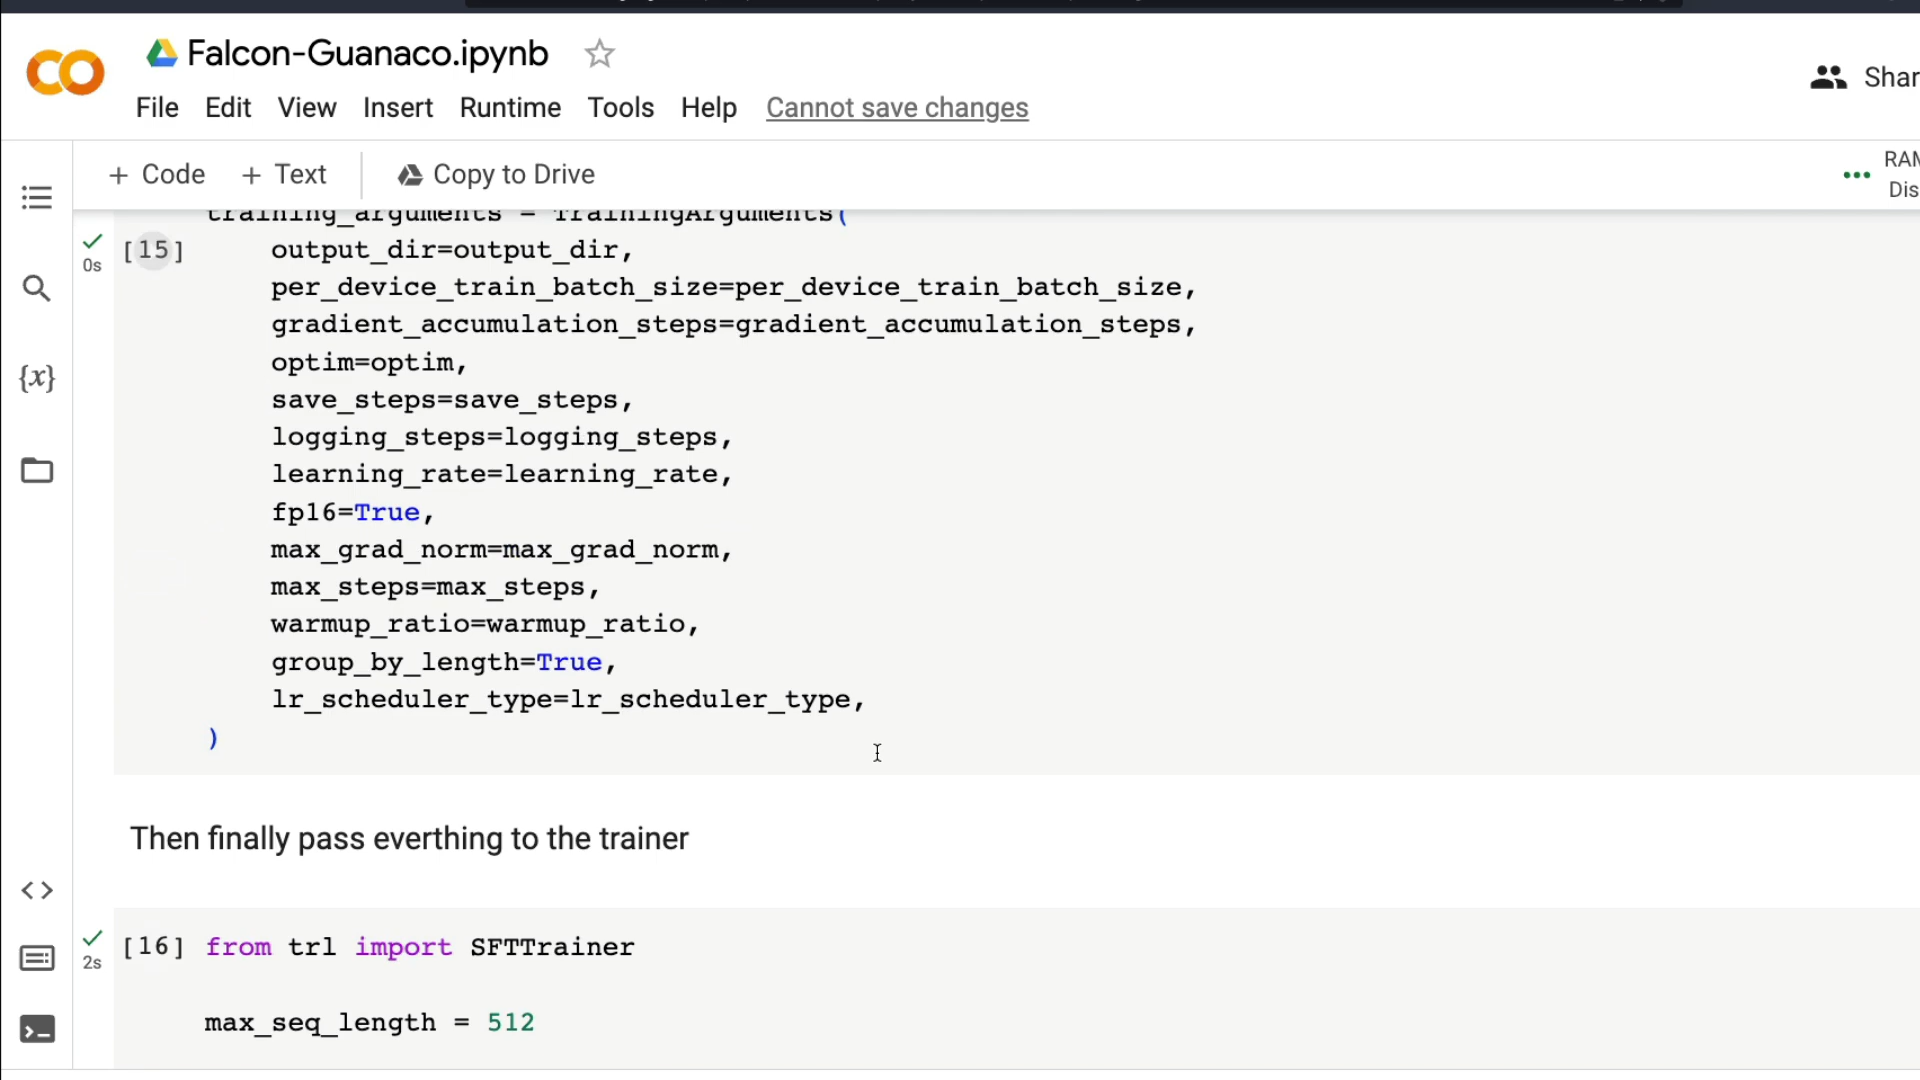 Falcon-Guanaco.ipynb
Shar
File Edit View Insert Runtime Tools Help Cannot save changes
+ Code + Text Copy to Drive
RAM
Dis
training_arguments = TrainingArguments(
[15] output_dir=output_dir,
0s
per_device_train_batch_size=per_device_train_batch_size,
gradient_accumulation_steps=gradient_accumulation_steps,
optim=optim,
save_steps=save_steps,
logging_steps=logging_steps,
learning_rate=learning_rate,
fp16=True,
max_grad_norm=max_grad_norm,
max_steps=max_steps,
warmup_ratio=warmup_ratio,
group_by_length=True,
lr_scheduler_type=lr_scheduler_type,
)
Then finally pass everthing to the trainer
[16] from trl import SFTTrainer
2s
max_seq_length = 512